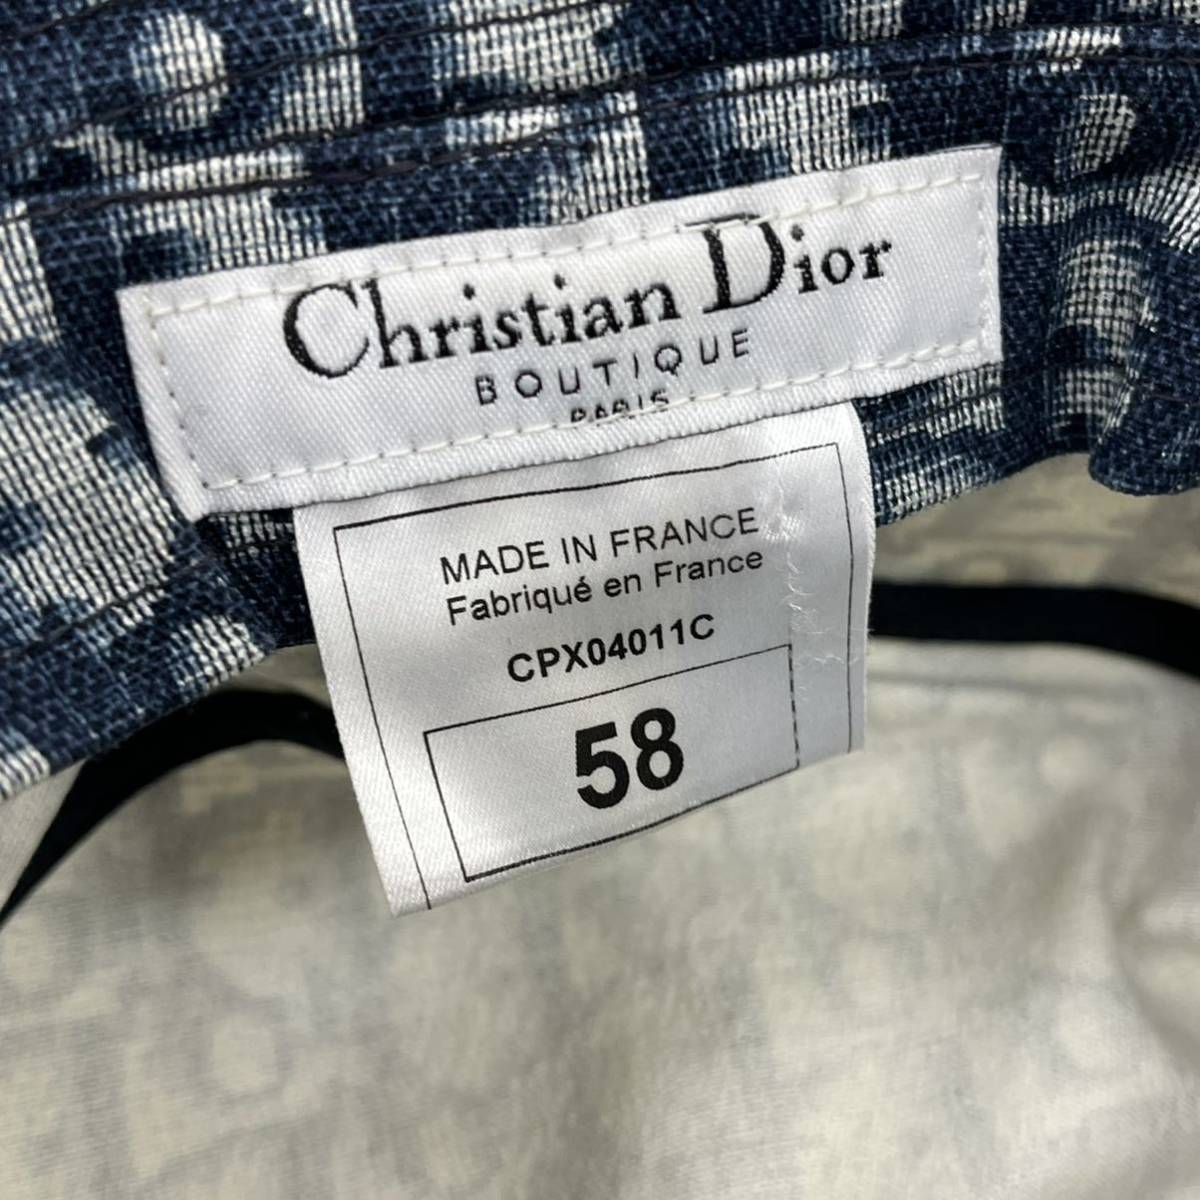 Christian Dior
BOUTIQUE
PARIS
MADE IN FRANCE
Fabriqué en France
CPX04011C
58